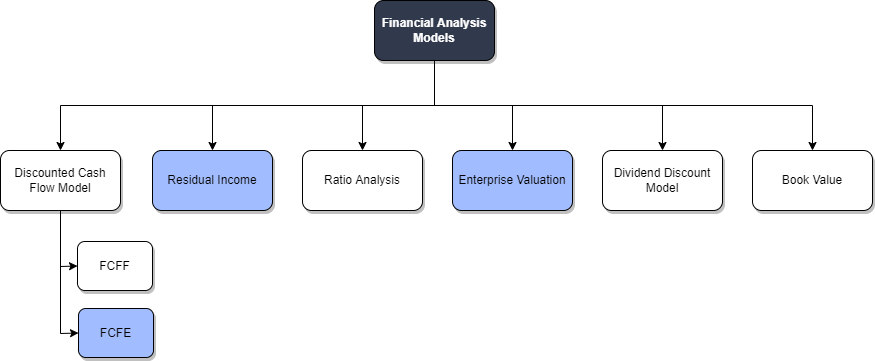 Financial Analysis
Models
Discounted Cash
Flow Model
Residual Income
Ratio Analysis
Enterprise Valuation
Dividend Discount
Model
Book Value
FCFF
FCFE